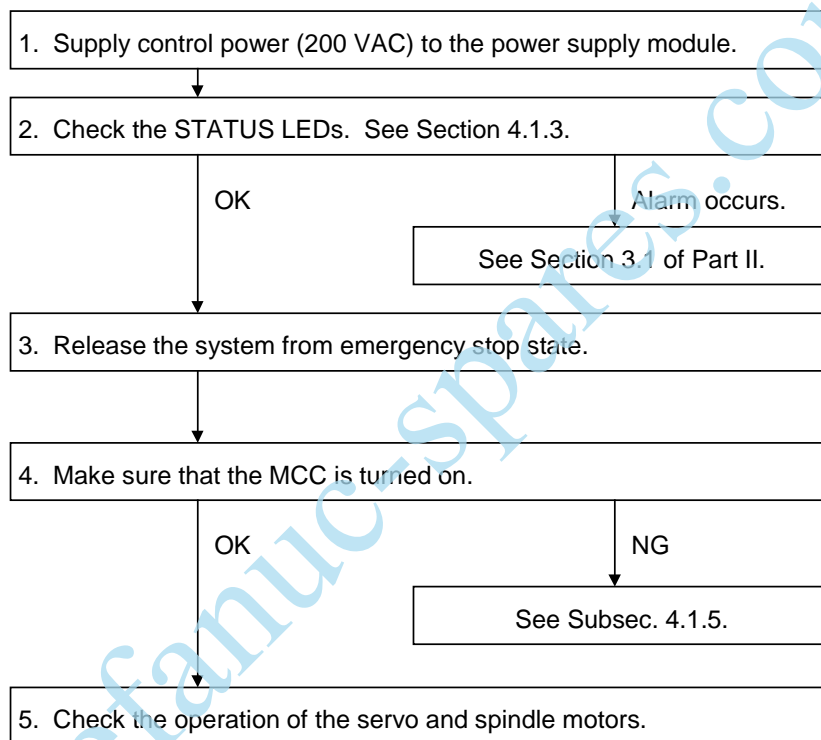 1. Supply control power (200 VAC) to the power supply module.
2. Check the STATUS LEDs. See Section 4.1.3.
OK
Alarm occurs.
See Section 3.1 of Part II.
3. Release the system from emergency stop state.
4. Make sure that the MCC is turned on.
OK
NG
See Subsec. 4.1.5.
5. Check the operation of the servo and spindle motors.
efanuc-spares.com